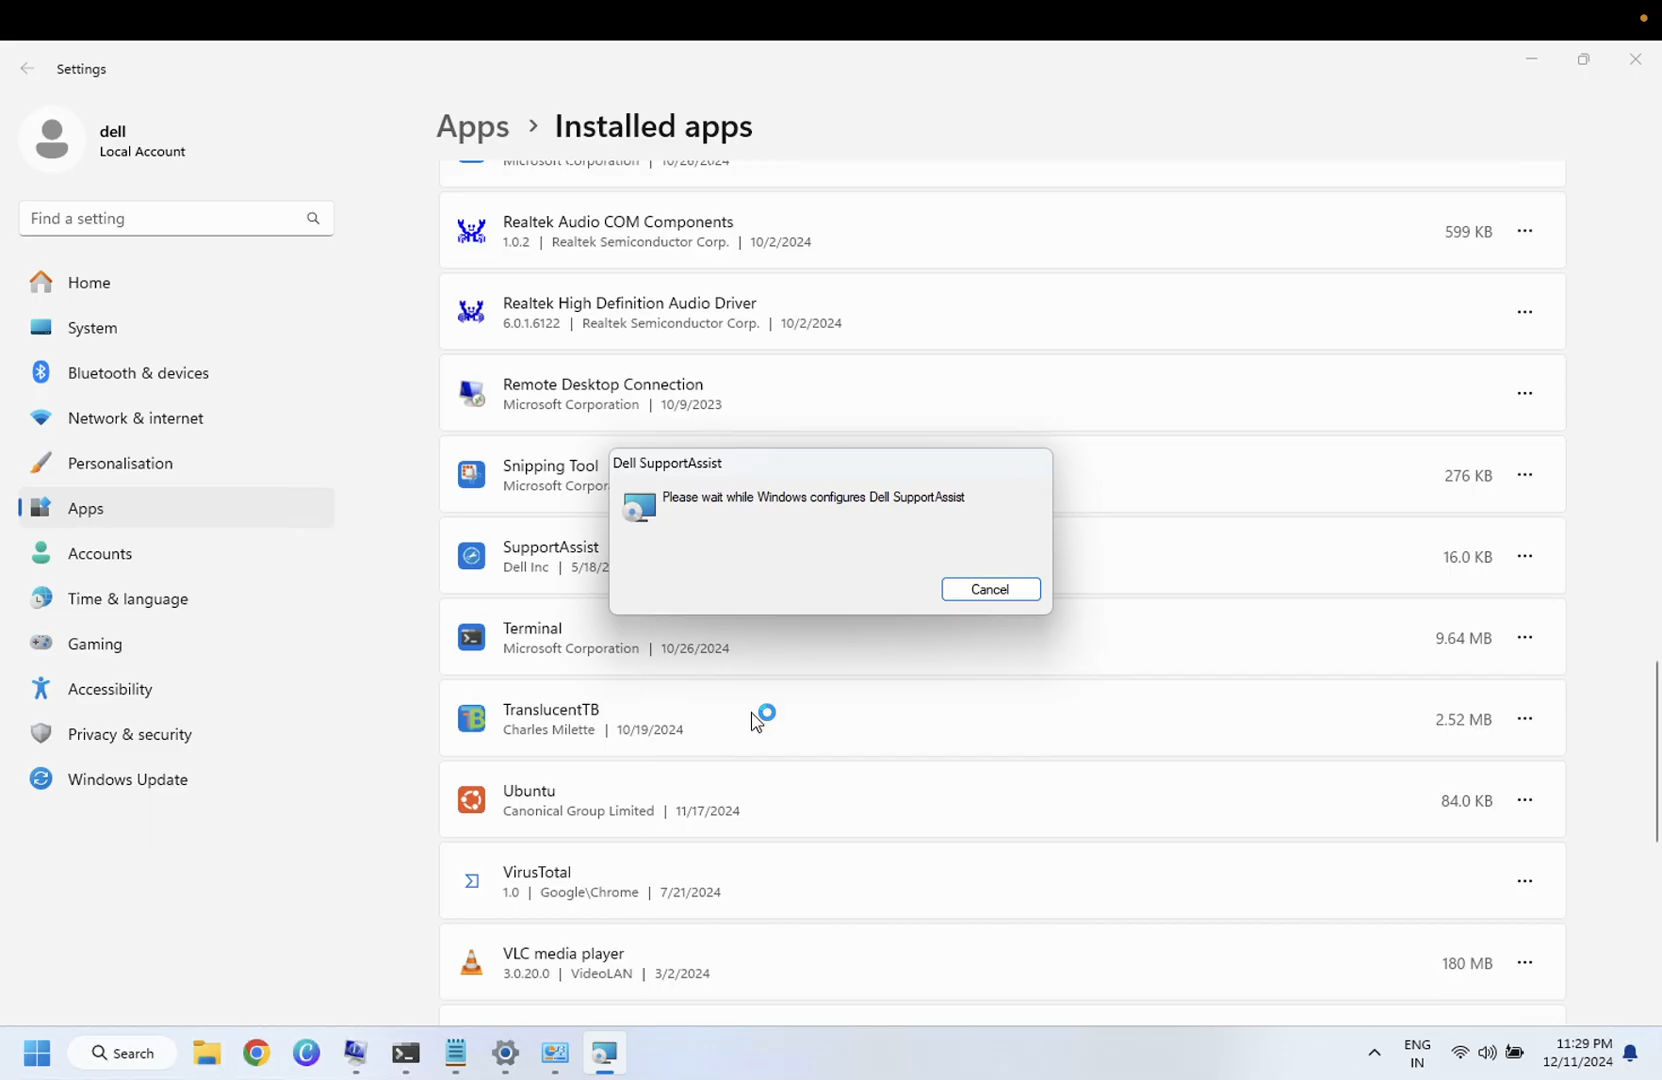 Settings
dell
Local Account
Find a setting
Home
System
Bluetooth & devices
Network & internet
Personalisation
Apps
Accounts
Time & language
Gaming
Accessibility
Privacy & security
Windows Update
Apps > Installed apps
Microsoft Corporation | 10/26/2024
Realtek Audio COM Components
1.0.2 | Realtek Semiconductor Corp. | 10/2/2024
599 KB
Realtek High Definition Audio Driver
6.0.1.6122 | Realtek Semiconductor Corp. | 10/2/2024
Remote Desktop Connection
Microsoft Corporation | 10/9/2023
Snipping Tool
Microsoft Corpor
276 KB
Dell SupportAssist
Please wait while Windows configures Dell SupportAssist
Cancel
SupportAssist
Dell Inc | 5/18/2
16.0 KB
Terminal
Microsoft Corporation | 10/26/2024
9.64 MB
TranslucentTB
Charles Milette | 10/19/2024
2.52 MB
Ubuntu
Canonical Group Limited | 11/17/2024
84.0 KB
VirusTotal
1.0 | Google\Chrome | 7/21/2024
VLC media player
3.0.20.0 | VideoLAN | 3/2/2024
180 MB
Search
ENG
IN
11:29 PM
12/11/2024